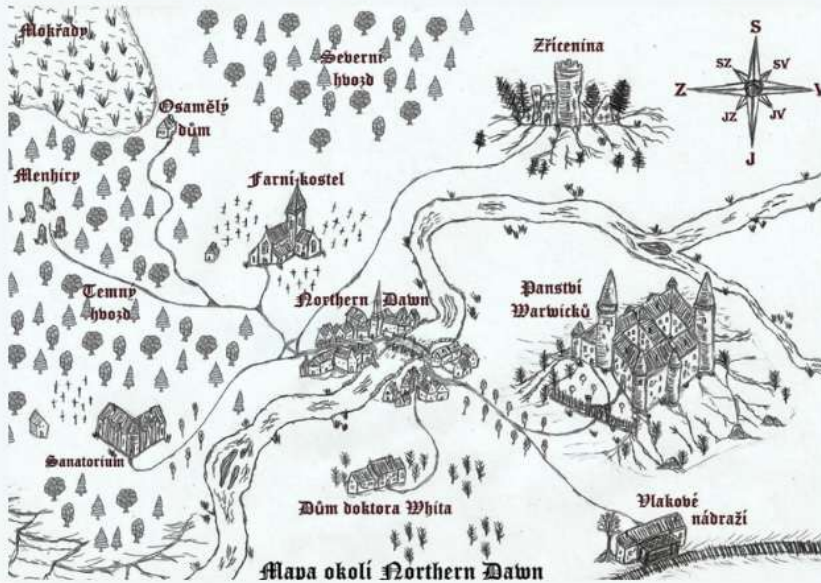 Mokřady
Severní
hvozd
Zřícenina
S
SZ
SV
Z
V
JZ
JV
J
Osamělý
dům
Menhiry
Farní kostel
Temný
hvozd
Northern Dawn
Panství
Warwicků
Sanatorium
Dům doktora Whita
Vlakové
nádraží
Mapa okolí Northern Dawn